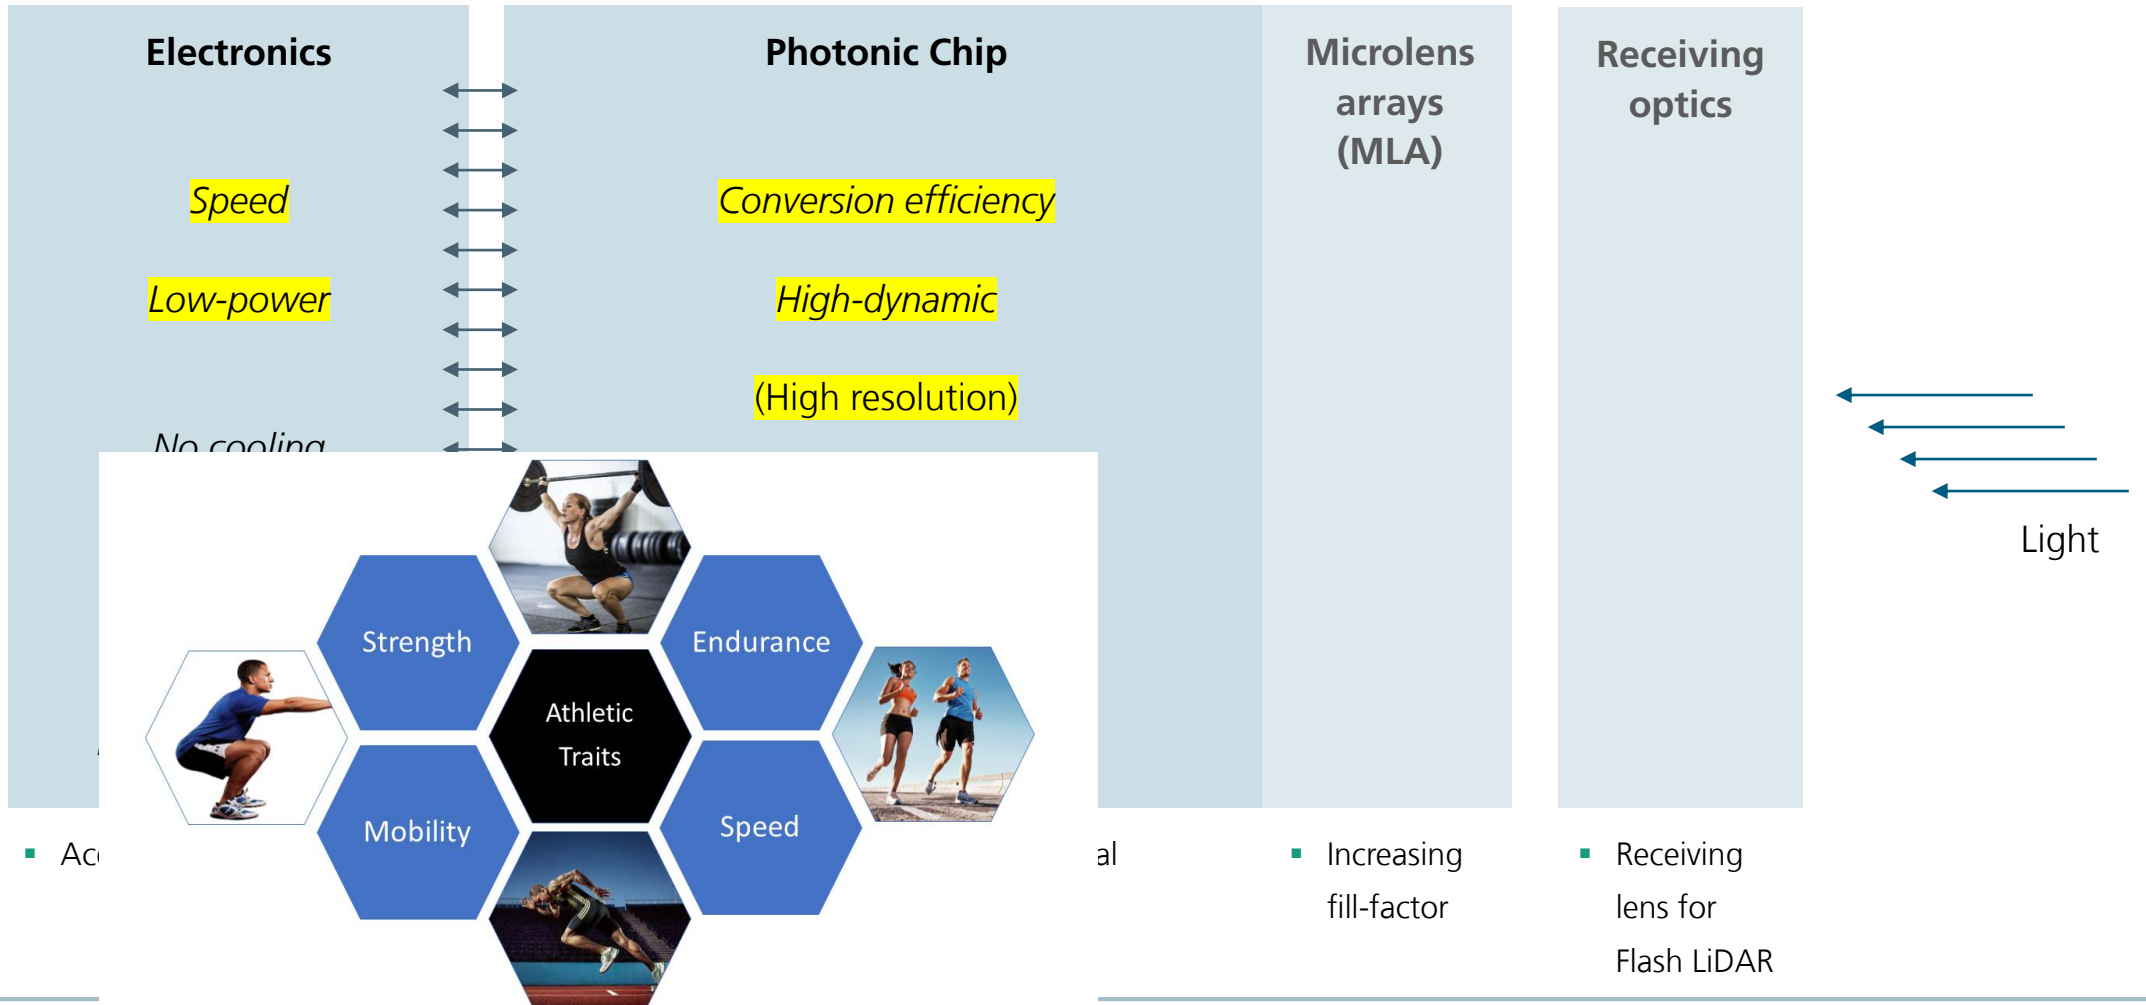 Electronics
Speed
Low-power
No cooling
Photonic Chip
Conversion efficiency
High-dynamic
(High resolution)
Microlens
arrays
(MLA)
Receiving
optics
Light
Strength
Endurance
Athletic
Traits
Mobility
Speed
Increasing
fill-factor
Receiving
lens for
Flash LiDAR